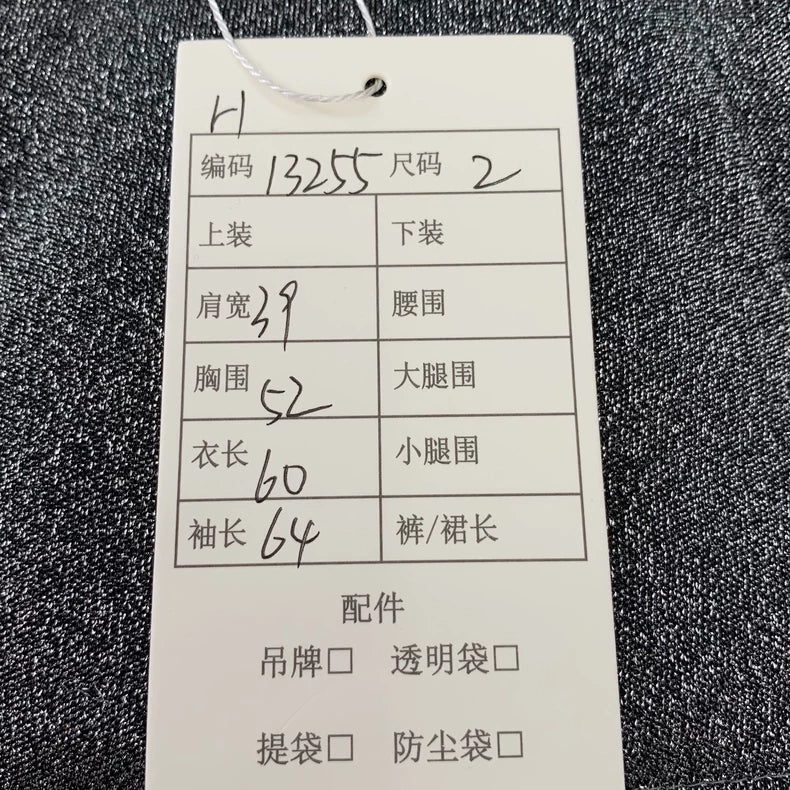 H
编码 13255 尺码 2
上装 下装
肩宽 39 腰围
胸围 52 大腿围
衣长 60 小腿围
袖长 64 裤/裙长
配件
吊牌□ 透明袋□
提袋□ 防尘袋□